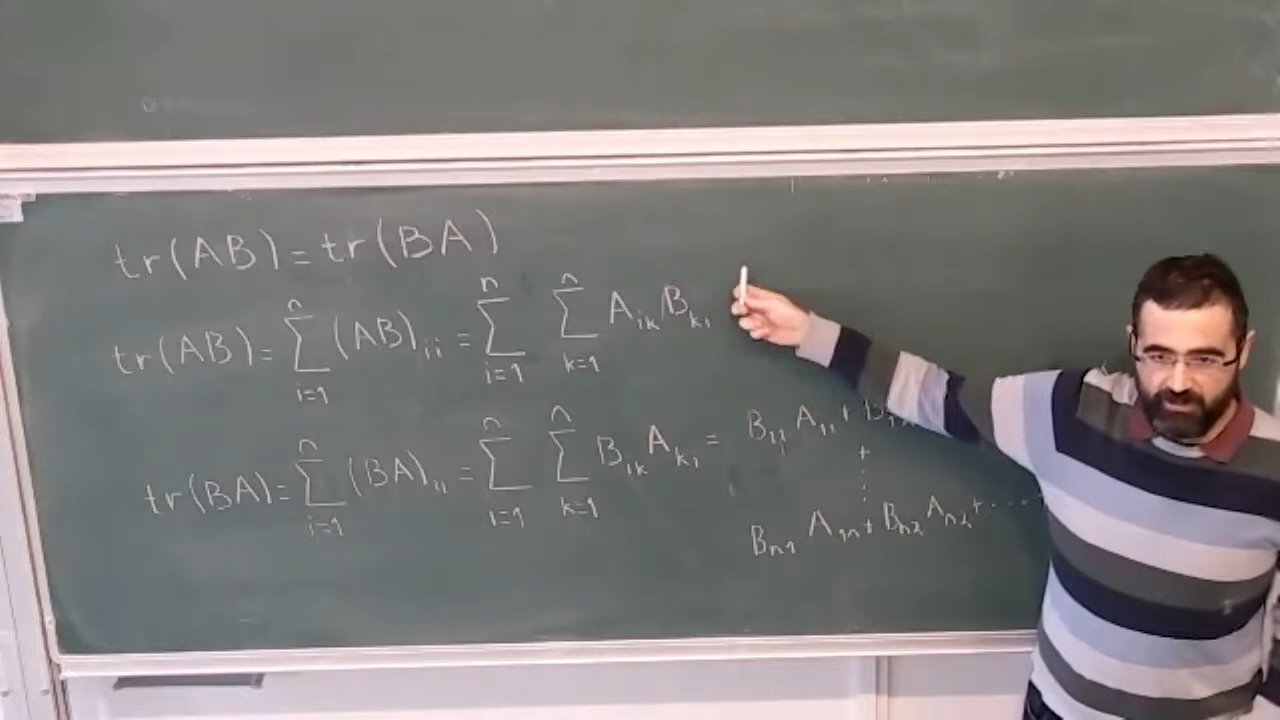 tr(AB)=tr(BA)
tr(AB)=∑_{i=1}^{n}(AB)_{ii}=∑_{i=1}^{n}∑_{k=1}^{n}A_{ik}B_{ki}
tr(BA)=∑_{i=1}^{n}(BA)_{ii}=∑_{i=1}^{n}∑_{k=1}^{n}B_{ik}A_{ki}=B_{11}A_{11}+
+
⋮
B_{n1}A_{1n}+B_{n2}A_{n2}+....